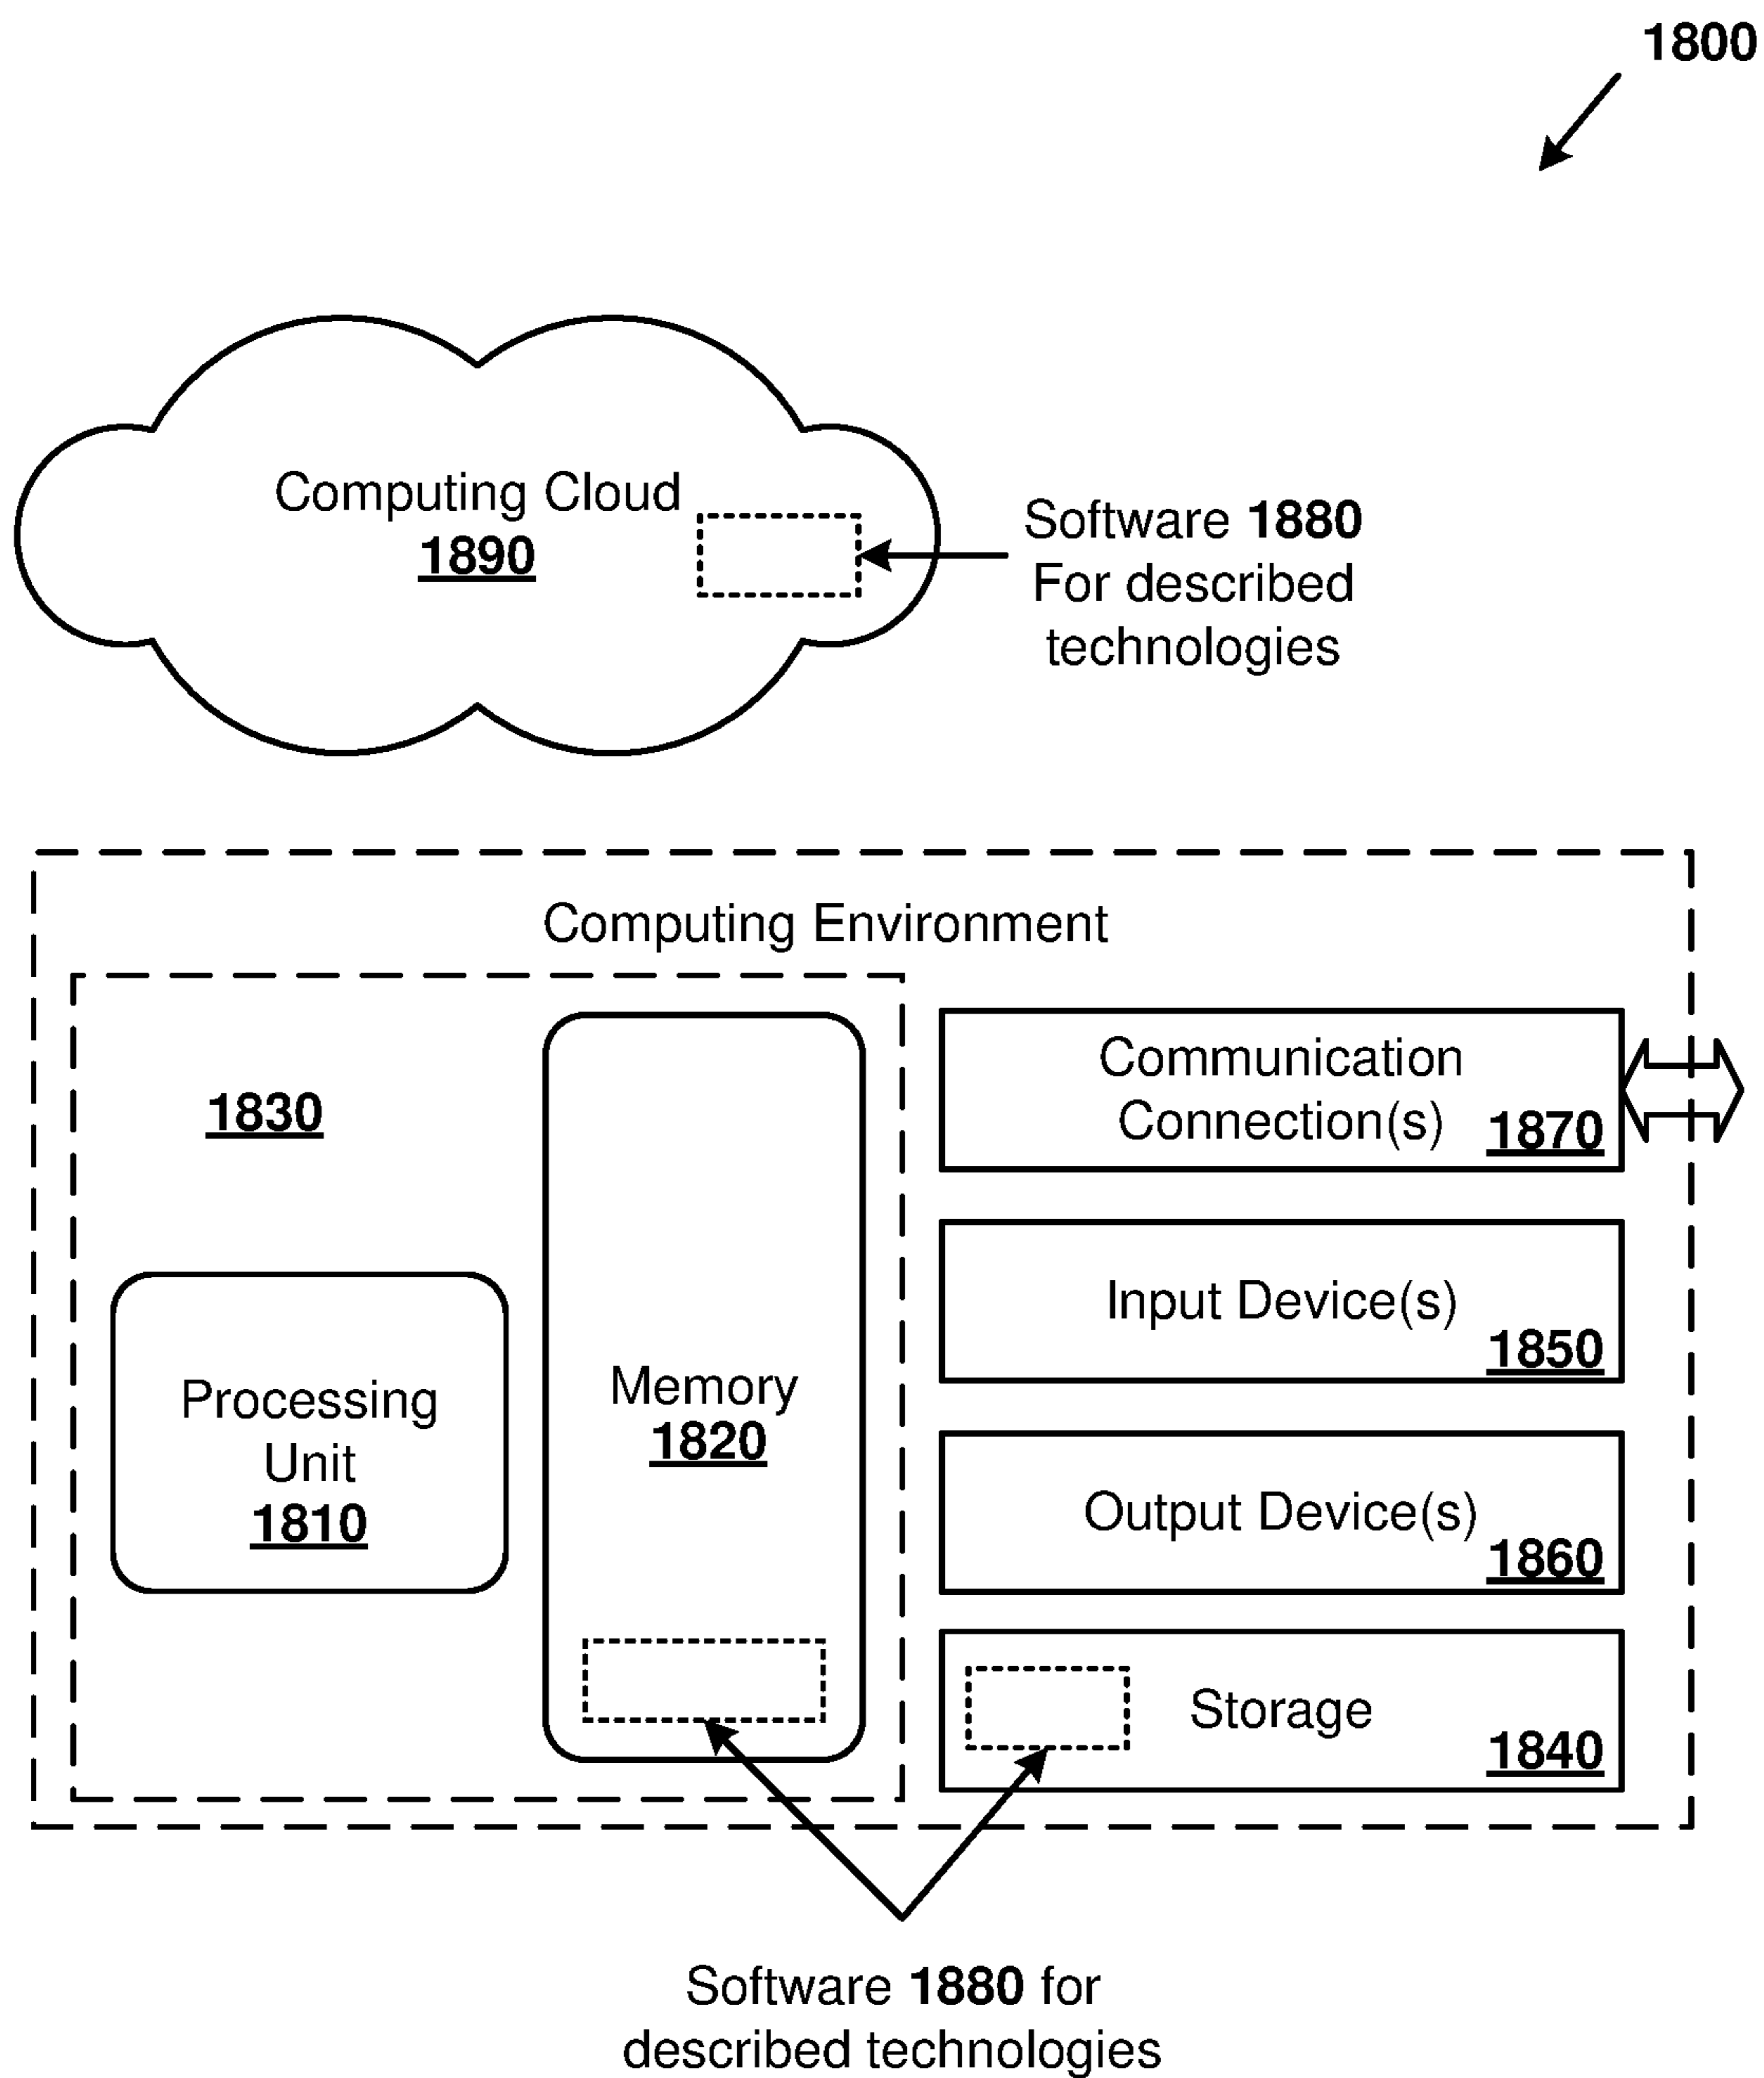 1800
Computing Cloud
1890
Software 1880
For described
technologies
Computing Environment
1830
Processing
Unit
1810
Memory
1820
Communication
Connection(s)
1870
Input Device(s)
1850
Output Device(s)
1860
Storage
1840
Software 1880 for
described technologies